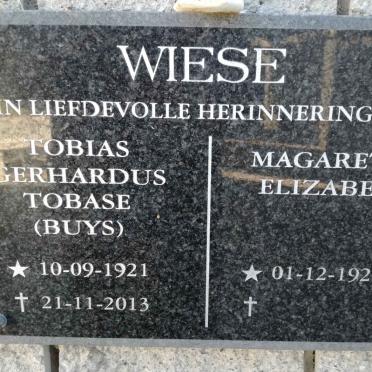 WIESE
IN LIEFDEVOLLE HERINNERING
TOBIAS
GERHARDUS
TOBASE
(BUYS)
★ 10-09-1921
† 21-11-2013
MAGARET
ELIZABE
★ 01-12-192
†